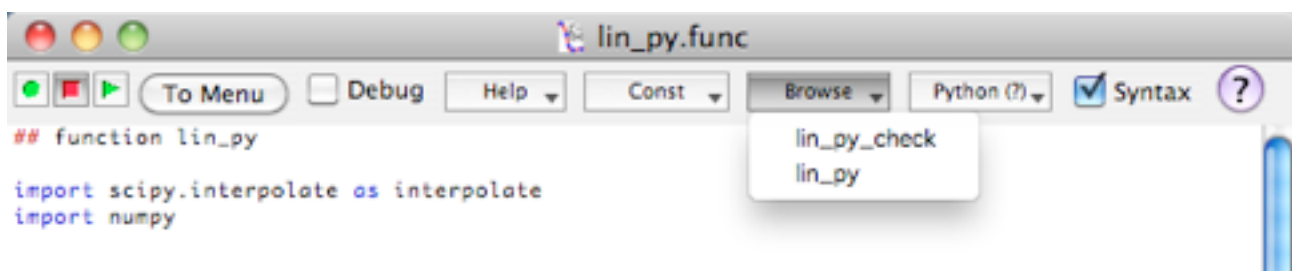 lin_py.func
To Menu Debug Help Const Browse Python (?) Syntax ?
## function lin_py
lin_py_check
lin_py
import scipy.interpolate as interpolate
import numpy